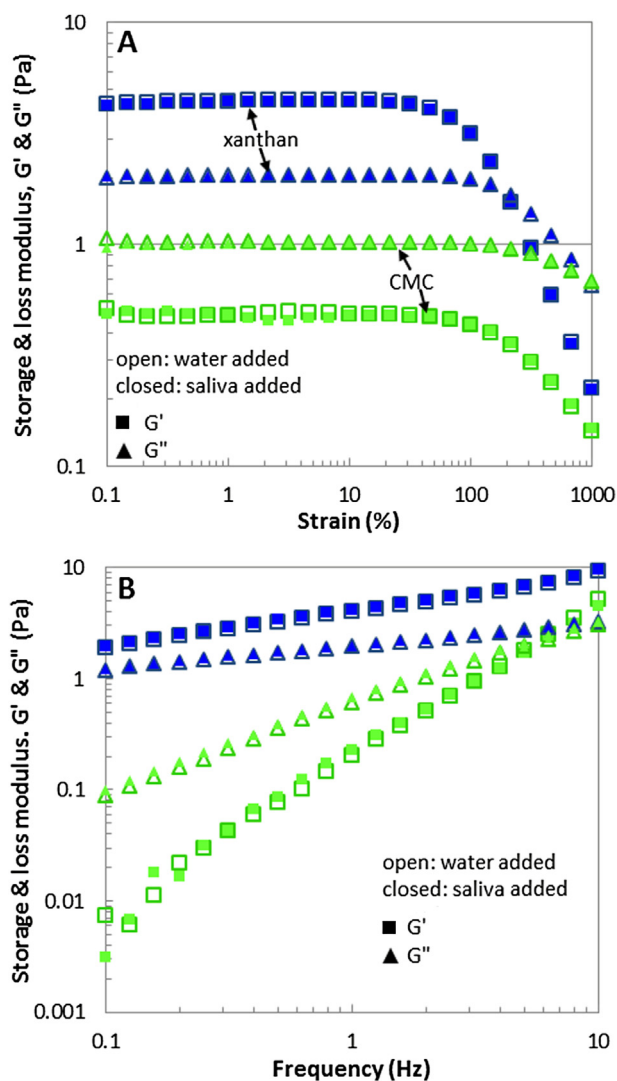 A
Storage & loss modulus, G' & G" (Pa)
10
1
0.1
xanthan
CMC
open: water added
closed: saliva added
G'
G"
0.1 1 10 100 1000
Strain (%)
B
Storage & loss modulus. G' & G" (Pa)
10
1
0.1
0.01
0.001
open: water added
closed: saliva added
G'
G"
0.1 1 10
Frequency (Hz)